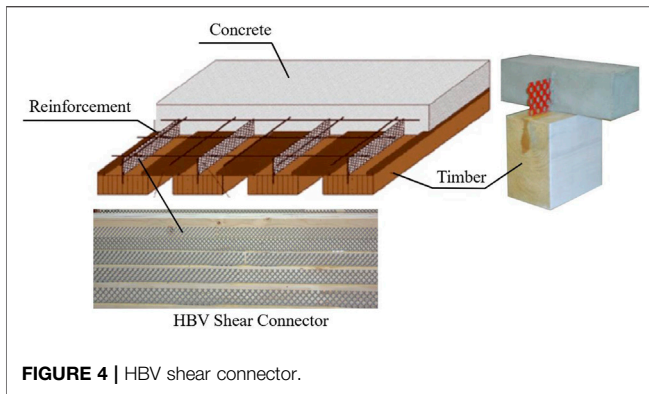 Concrete
Reinforcement
Timber
HBV Shear Connector
FIGURE 4 | HBV shear connector.